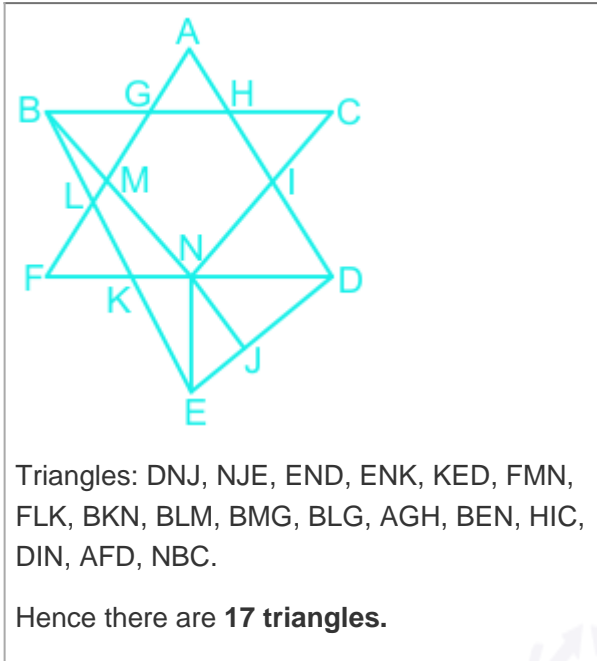 A
B G H C
L M I
N
F K D
J
E
Triangles: DNJ, NJE, END, ENK, KED, FMN,
FLK, BKN, BLM, BMG, BLG, AGH, BEN, HIC,
DIN, AFD, NBC.
Hence there are 17 triangles.